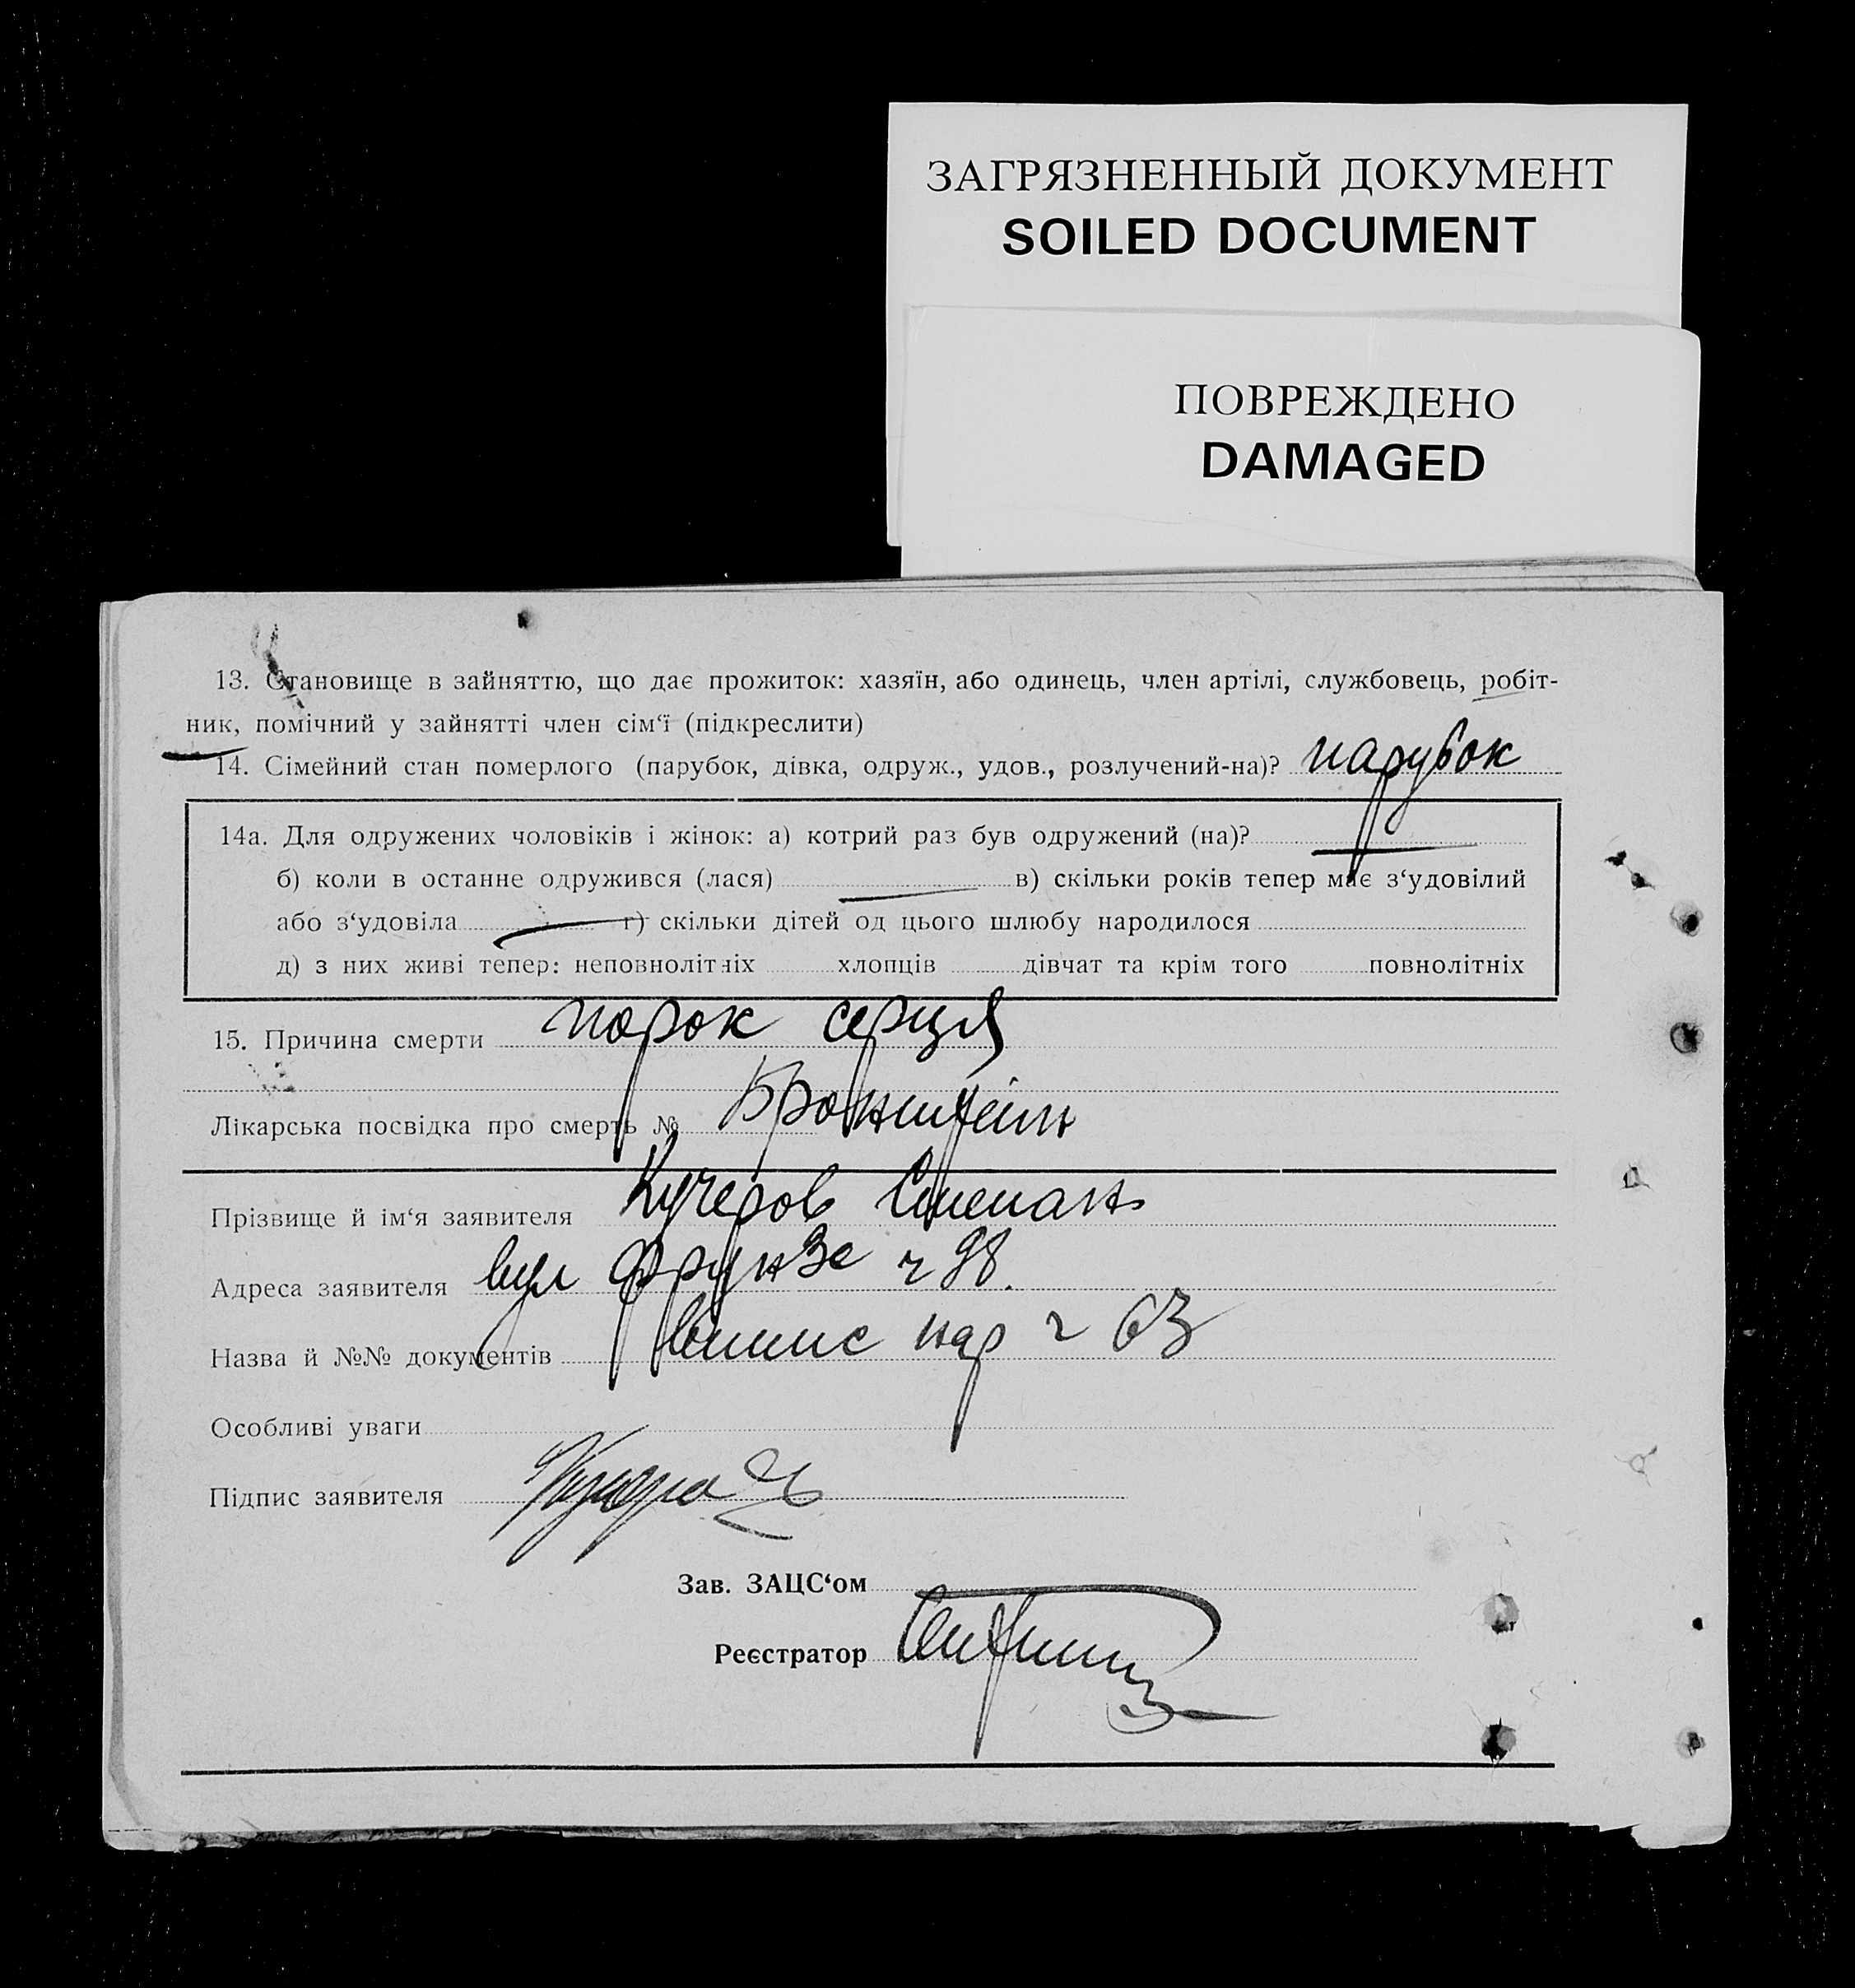 ЗАГРЯЗНЕННЫЙ ДОКУМЕНТ
SOILED DOCUMENT
ПОВРЕЖДЕНО
DAMAGED
13. Становище в зайняттю, що дає прожиток: хазяїн, або одинець, член артілі, службовець, робіт-
ник, помічний у зайнятті член сім‘ї (підкреслити)
14. Сімейний стан померлого (парубок, дівка, одруж., удов., розлучений-на)? парубок
14а. Для одружених чоловіків і жінок: а) котрий раз був одружений (на)?
б) коли в останнє одружився (лася) в) скільки років тепер має з‘удовілий
або з‘удовіла г) скільки дітей од цього шлюбу народилося
д) з них живі тепер: неповнолітніх хлопців дівчат та крім того повнолітніх
15. Причина смерти порок серця
Лікарська посвідка про смерть № Бронштейн
Прізвище й ім‘я заявителя Кучеров Степан
Адреса заявителя вул Фрунзе ч 98.
Назва й №№ документів випис нар ч 63
Особливі уваги
Підпис заявителя
Зав. ЗАЦС‘ом
Реєстратор